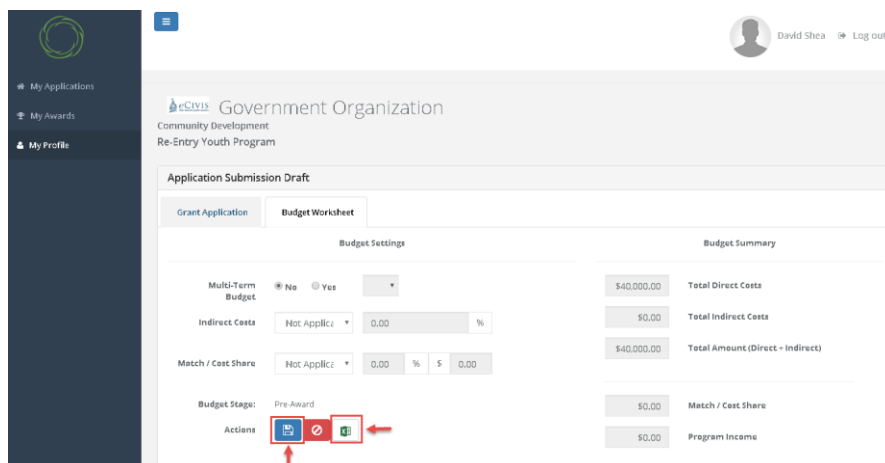 David Shea Log out
My Applications
My Awards
My Profile
eCIVIS Government Organization
Community Development
Re-Entry Youth Program
Application Submission Draft
Grant Application Budget Worksheet
Budget Settings
Multi-Term Budget No Yes
Indirect Costs Not Applica 0.00 %
Match / Cost Share Not Applica 0.00 % $ 0.00
Budget Stage: Pre-Award
Actions
Budget Summary
$40,000.00 Total Direct Costs
$0.00 Total Indirect Costs
$40,000.00 Total Amount (Direct + Indirect)
$0.00 Match / Cost Share
$0.00 Program Income